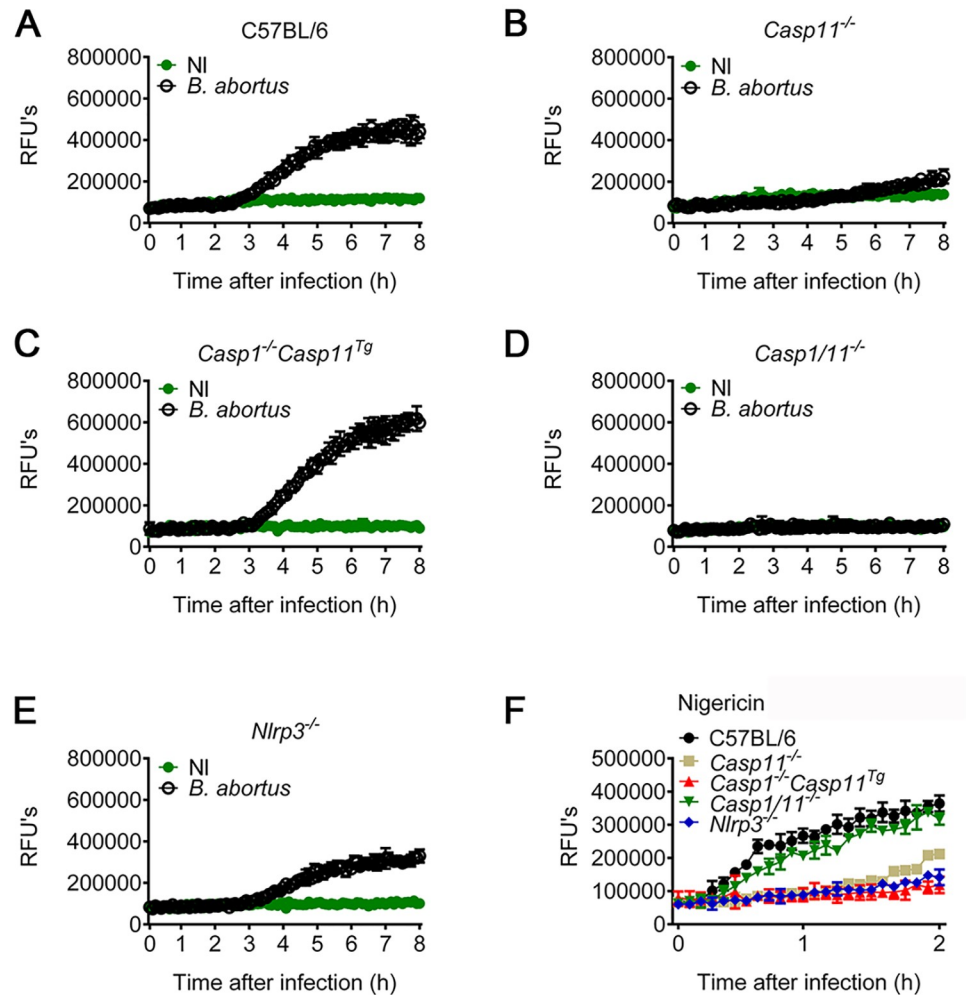 A
C57BL/6
NI
B. abortus
800000
600000
400000
200000
0
RFU's
0 1 2 3 4 5 6 7 8
Time after infection (h)
B
Casp11-/-
NI
B. abortus
800000
600000
400000
200000
0
RFU's
0 1 2 3 4 5 6 7 8
Time after infection (h)
C
Casp1-/-Casp11Tg
NI
B. abortus
800000
600000
400000
200000
0
RFU's
0 1 2 3 4 5 6 7 8
Time after infection (h)
D
Casp1/11-/-
NI
B. abortus
800000
600000
400000
200000
0
RFU's
0 1 2 3 4 5 6 7 8
Time after infection (h)
E
Nlrp3-/-
NI
B. abortus
800000
600000
400000
200000
0
RFU's
0 1 2 3 4 5 6 7 8
Time after infection (h)
F
Nigericin
C57BL/6
Casp11-/-
Casp1-/-Casp11Tg
Casp1/11-/-
Nlrp3-/-
500000
400000
300000
200000
100000
0
RFU's
0 1 2
Time after infection (h)